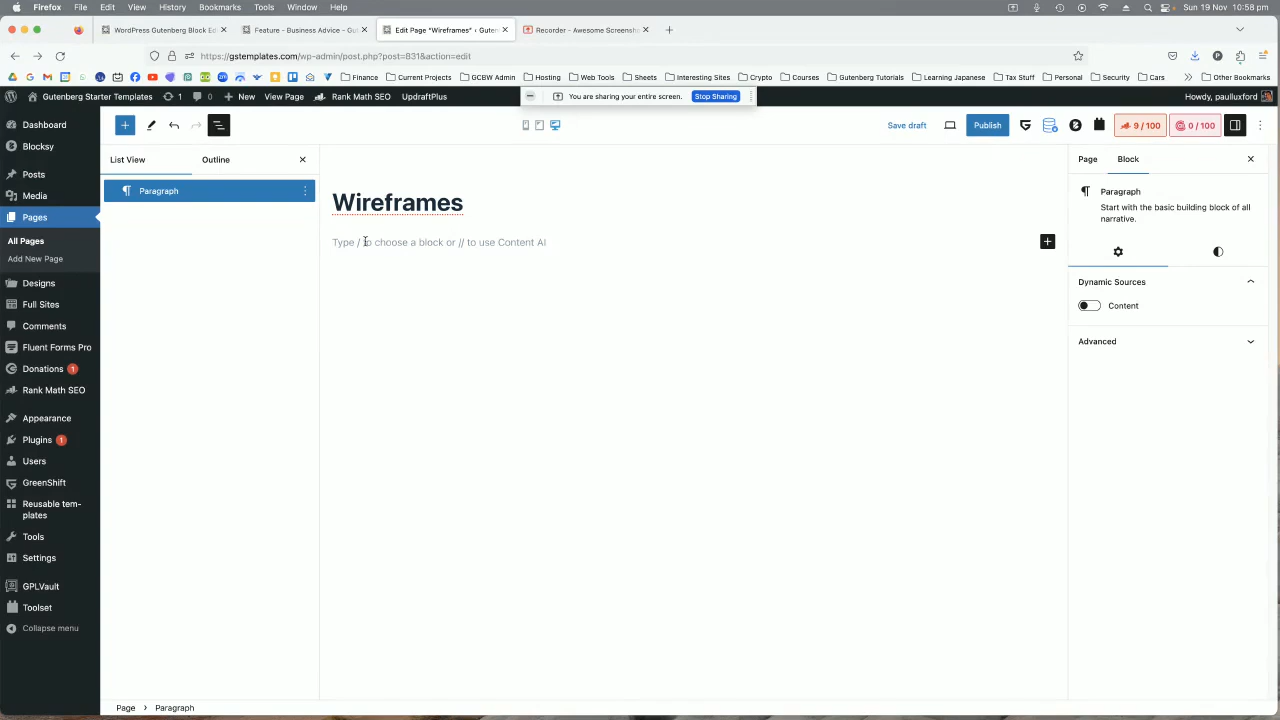 Firefox File Edit View History Bookmarks Tools Window Help Sun 19 Nov 10:58 pm
WordPress Gutenberg Block Ed
Feature - Business Advice - Gut
Edit Page "Wireframes" ‹ Guten
Recorder - Awesome Screensho
https://gstemplates.com/wp-admin/post.php?post=831&action=edit
Finance Current Projects GCBW Admin Hosting Web Tools Sheets Interesting Sites Crypto Courses Gutenberg Tutorials Learning Japanese Tax Stuff Personal Security Cars Other Bookmarks
Gutenberg Starter Templates 1 0 New View Page Rank Math SEO UpdraftPlus
You are sharing your entire screen. Stop Sharing
Howdy, paulluxford
Dashboard
Blocksy
Posts
Media
Pages
All Pages
Add New Page
Designs
Full Sites
Comments
Fluent Forms Pro
Donations 1
Rank Math SEO
Appearance
Plugins 1
Users
GreenShift
Reusable tem-
plates
Tools
Settings
GPLVault
Toolset
Collapse menu
Save draft Publish 9 / 100 0 / 100
List View Outline
Paragraph
Wireframes
Type / to choose a block or // to use Content AI
Page Block
Paragraph
Start with the basic building block of all
narrative.
Dynamic Sources
Content
Advanced
Page Paragraph